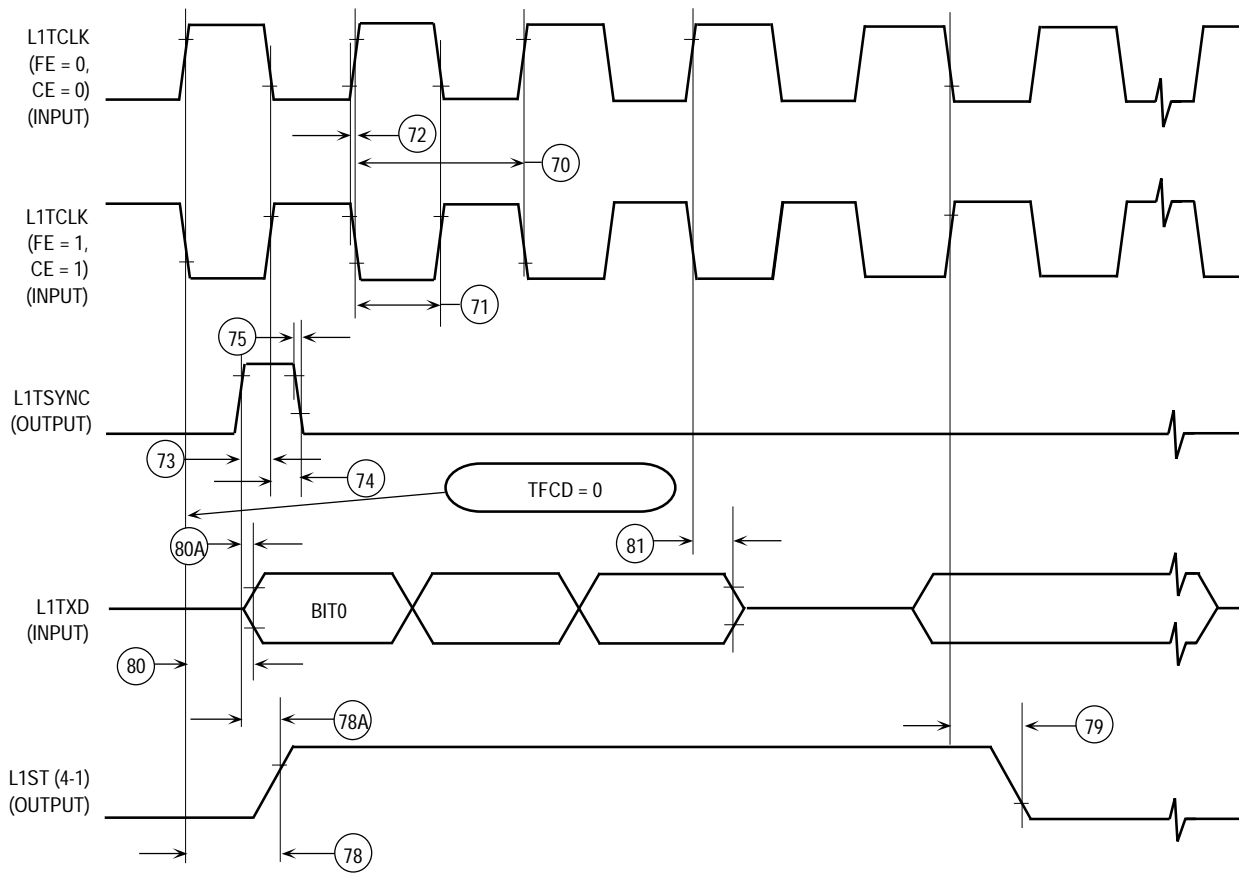 L1TCLK
(FE = 0,
CE = 0)
(INPUT)
72
70
L1TCLK
(FE = 1,
CE = 1)
(INPUT)
71
75
L1TSYNC
(OUTPUT)
73
74
TFCD = 0
80A
81
L1TXD
(INPUT)
BIT0
80
78A
79
L1ST (4-1)
(OUTPUT)
78